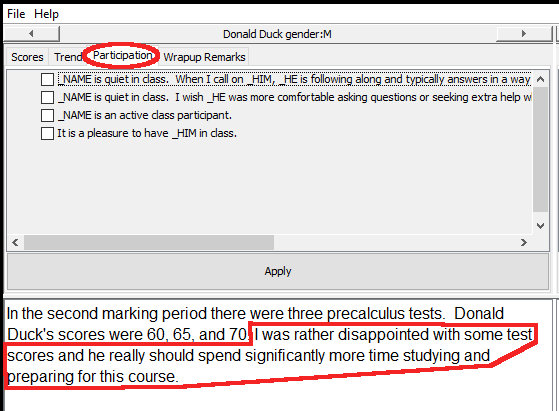 File Help
Donald Duck gender:M
Scores Trend Participation Wrapup Remarks
_NAME is quiet in class. When I call on _HIM, _HE is following along and typically answers in a way
_NAME is quiet in class. I wish _HE was more comfortable asking questions or seeking extra help w
_NAME is an active class participant.
It is a pleasure to have _HIM in class.
Apply
In the second marking period there were three precalculus tests. Donald
Duck's scores were 60, 65, and 70. I was rather disappointed with some test
scores and he really should spend significantly more time studying and
preparing for this course.